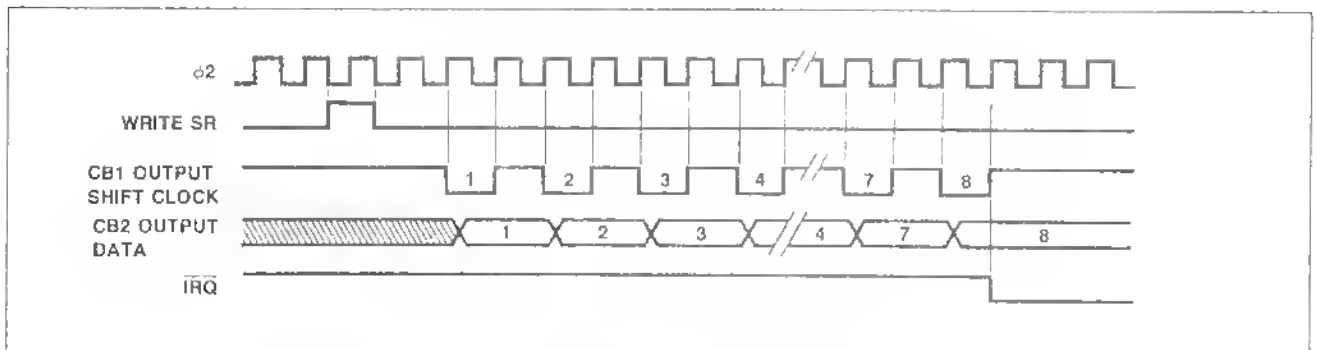 ϕ2
WRITE SR
CB1 OUTPUT
SHIFT CLOCK
1 2 3 4 7 8
CB2 OUTPUT
DATA
1 2 3 4 7 8
IRQ